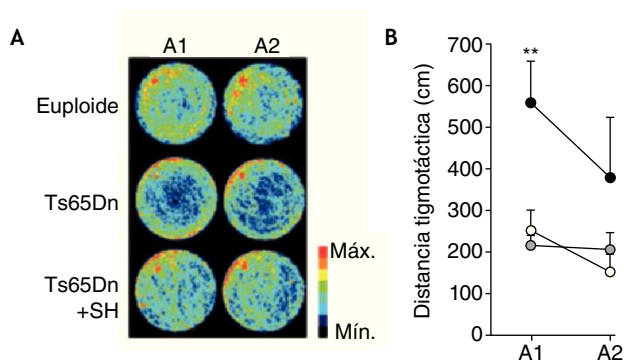 A
A1 A2
Euploide
Ts65Dn
Ts65Dn
+SH
Máx.
Mín.
B
Distancia tigmotáctica (cm)
700
600
500
400
300
200
100
0
**
A1 A2